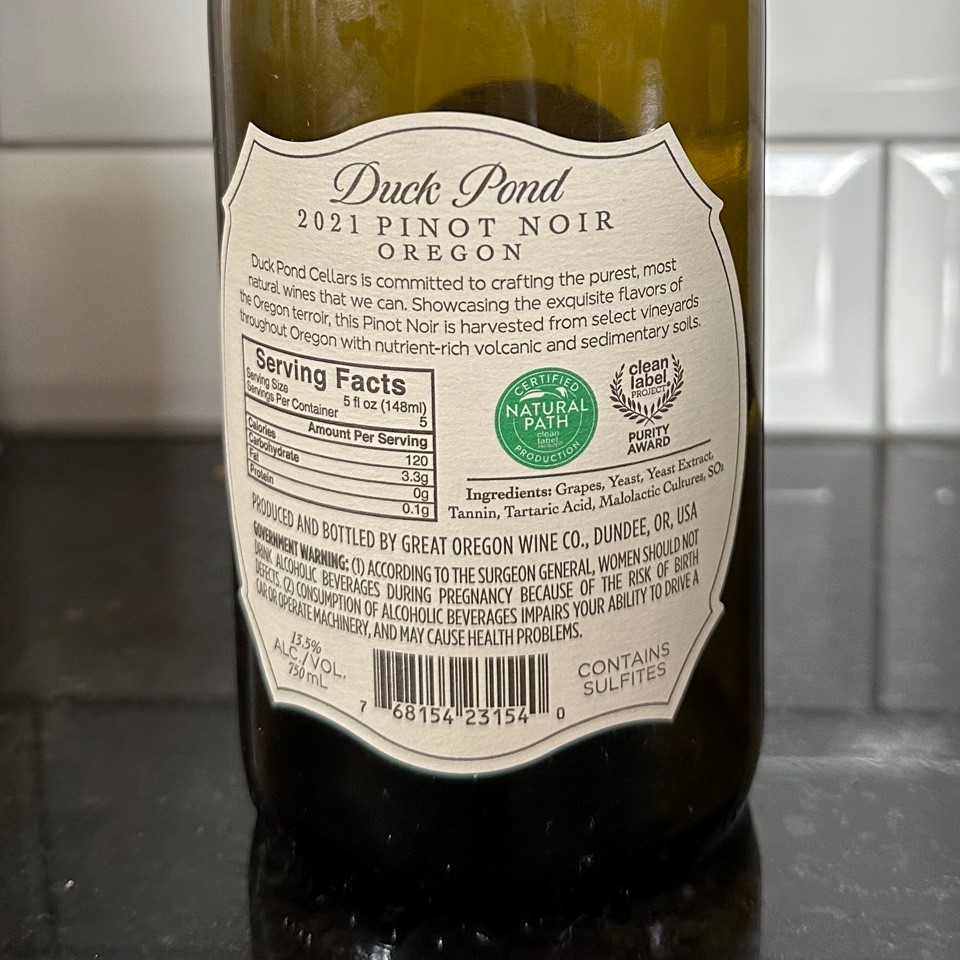 Duck Pond
2021 PINOT NOIR
OREGON
Duck Pond Cellars is committed to crafting the purest, most
natural wines that we can. Showcasing the exquisite flavors of
the Oregon terroir, this Pinot Noir is harvested from select vineyards
throughout Oregon with nutrient-rich volcanic and sedimentary soils.
Serving Facts
Serving Size 5 fl oz (148ml)
Servings Per Container 5
Amount Per Serving
Calories 120
Carbohydrate 3.3g
Fat 0g
Protein 0.1g
CERTIFIED
NATURAL
PATH
clean
label
PROJECT
PRODUCTION
clean
label
PROJECT
PURITY
AWARD
Ingredients: Grapes, Yeast, Yeast Extract,
Tannin, Tartaric Acid, Malolactic Cultures, SO₂
PRODUCED AND BOTTLED BY GREAT OREGON WINE CO., DUNDEE, OR, USA
GOVERNMENT WARNING: (1) ACCORDING TO THE SURGEON GENERAL, WOMEN SHOULD NOT
DRINK ALCOHOLIC BEVERAGES DURING PREGNANCY BECAUSE OF THE RISK OF BIRTH
DEFECTS. (2) CONSUMPTION OF ALCOHOLIC BEVERAGES IMPAIRS YOUR ABILITY TO DRIVE A
CAR OR OPERATE MACHINERY, AND MAY CAUSE HEALTH PROBLEMS.
13.5%
ALC./VOL.
750 mL
7 68154 23154 0
CONTAINS
SULFITES